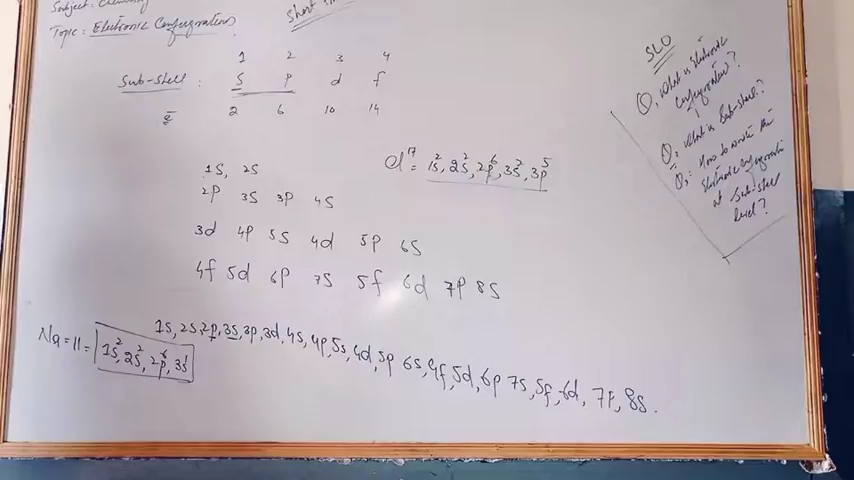 Subject: Chemistry
Topic: Electronic Configuration
Short
1 2 3 4
Sub-shell : s p d f
e̅ 2 6 10 14
Cl¹⁷ = 1s², 2s², 2p⁶, 3s², 3p⁵
1s, 2s
2p 3s 3p 4s
3d 4p 5s 4d 5p 6s
4f 5d 6p 7s 5f 6d 7p 8s
1s, 2s, 2p, 3s, 3p, 3d, 4s, 4p, 5s, 4d, 5p 6s, 4f, 5d, 6p 7s, 5f, 6d, 7p, 8s.
Na = 11 = 1s², 2s², 2p⁶, 3s¹
SLO
Q, what is electronic
configuration?
Q, what is Sub-shell?
Q, How to write the
electronic configuration
at Sub-shell
level?